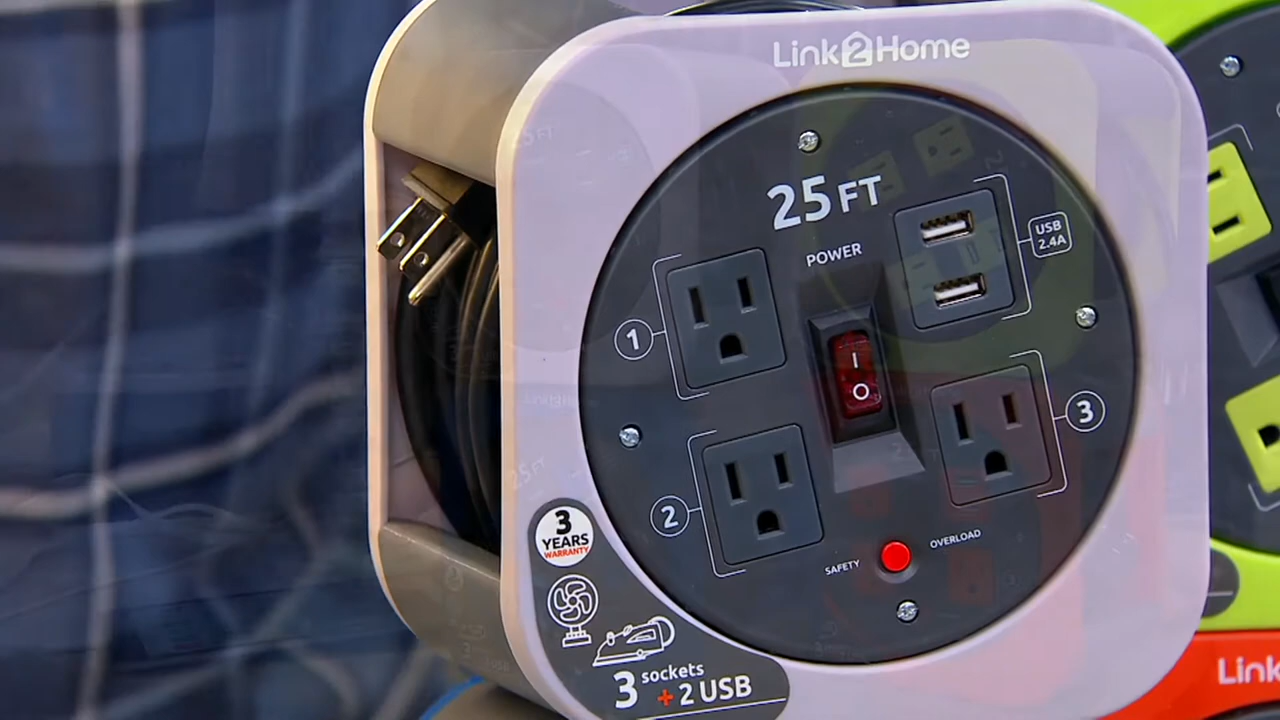 Link2Home
25 FT
POWER
USB
2.4A
1
I
O
2
3
SAFETY
OVERLOAD
3
YEARS
WARRANTY
3 sockets
+ 2 USB
Link